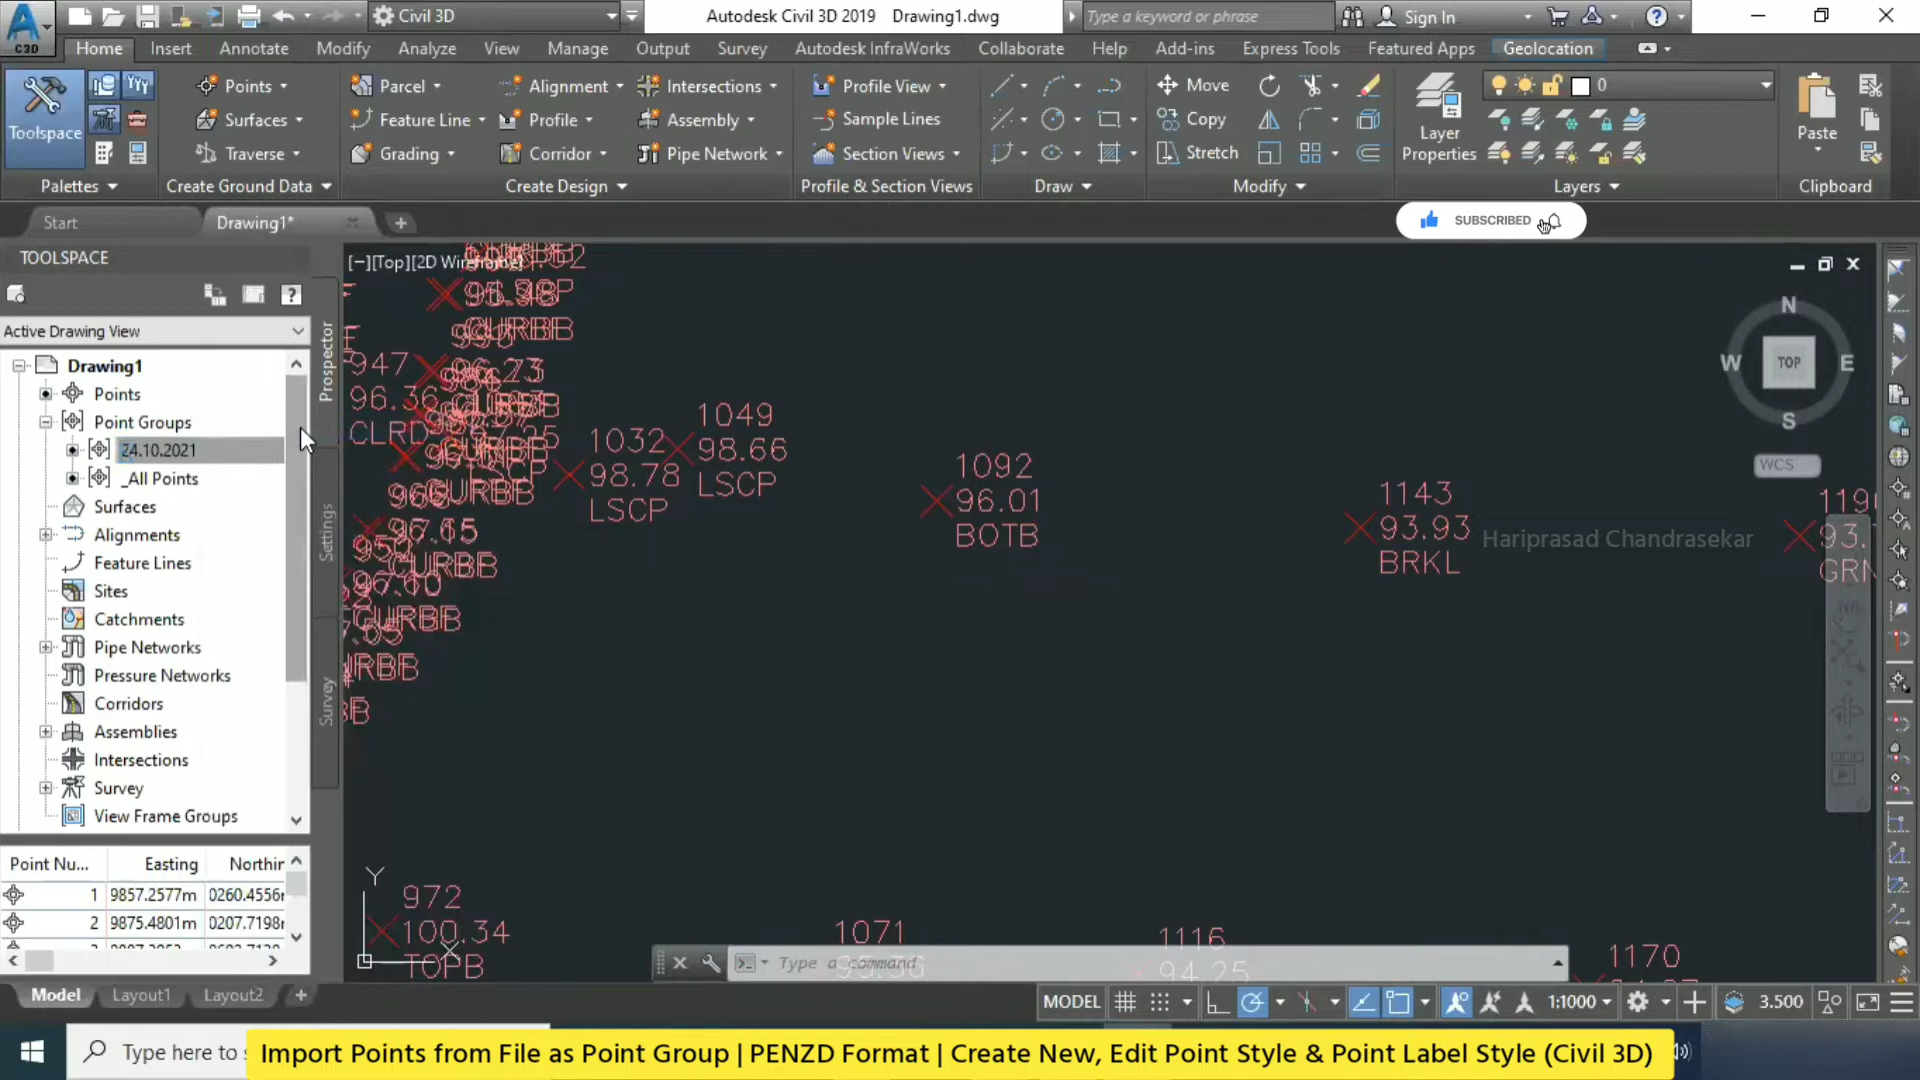 C3D
Civil 3D
Autodesk Civil 3D 2019 Drawing1.dwg
Type a keyword or phrase
Sign In
Home Insert Annotate Modify Analyze View Manage Output Survey Autodesk InfraWorks Collaborate Help Add-ins Express Tools Featured Apps Geolocation
Toolspace
Points Parcel Alignment Intersections Profile View Move 0
Surfaces Feature Line Profile Assembly Sample Lines Copy
Traverse Grading Corridor Pipe Network Section Views Stretch
Layer Properties
Paste
Palettes Create Ground Data Create Design Profile & Section Views Draw Modify Layers Clipboard
Start Drawing1*
SUBSCRIBED
TOOLSPACE
Active Drawing View
Drawing1
Points
Point Groups
24.10.2021
_All Points
Surfaces
Alignments
Feature Lines
Sites
Catchments
Pipe Networks
Pressure Networks
Corridors
Assemblies
Intersections
Survey
View Frame Groups
Prospector
Settings
Survey
Point Nu... Easting
1 9857.2577m
2 9875.4801m
[−][Top][2D Wireframe]
947
96.36
CLRD
1032
98.78
LSCP
1049
98.66
LSCP
1092
96.01
BOTB
1143
93.93
BRKL
Hariprasad Chandrasekar
972
100.34
TOPB
1071
1116
94.25
1170
N
W TOP E
S
WCS
Y
X
Type a command
Model Layout1 Layout2
MODEL 1:1000 3.500
Type here to
Import Points from File as Point Group | PENZD Format | Create New, Edit Point Style & Point Label Style (Civil 3D)